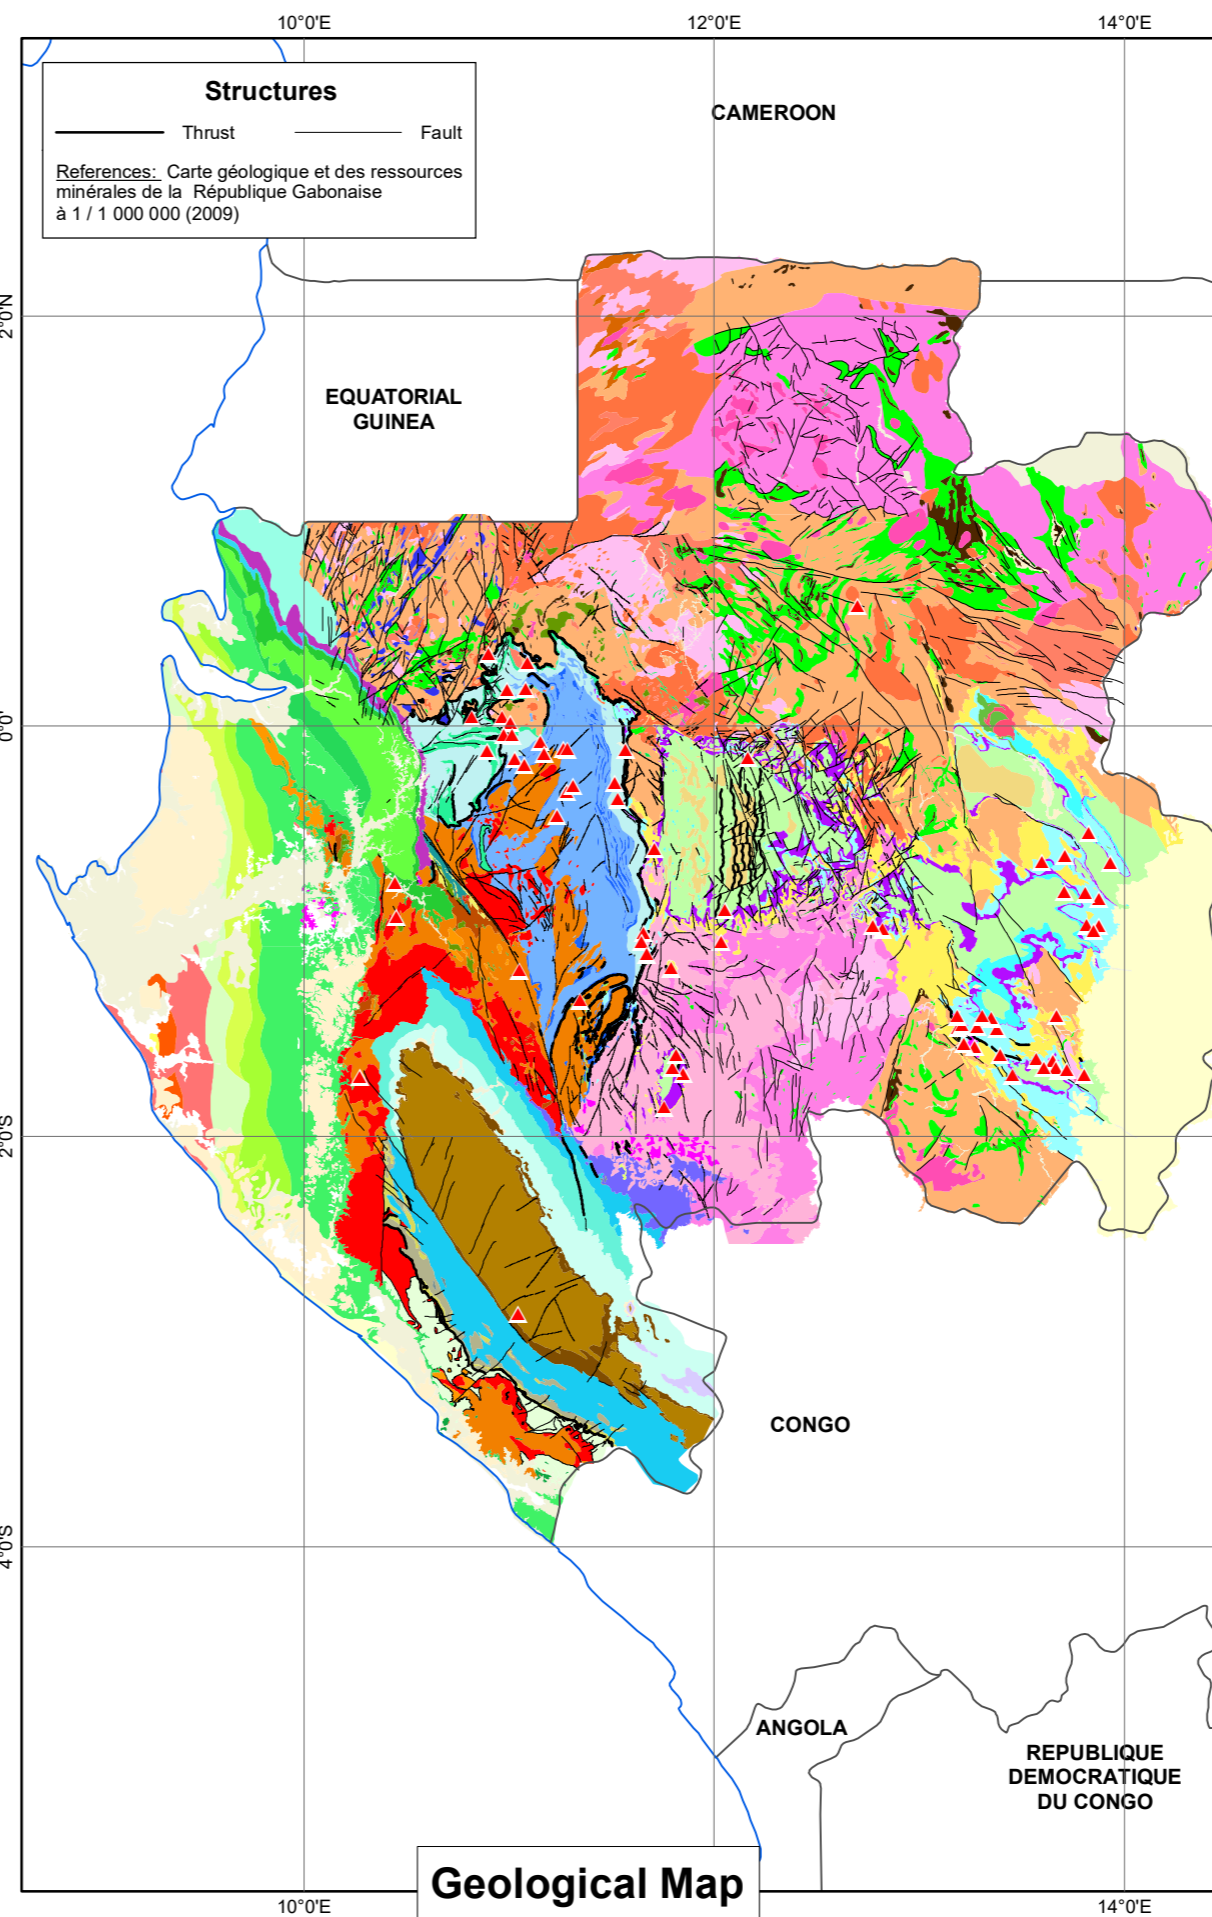 10°0'E 12°0'E 14°0'E
Structures
Thrust Fault
References: Carte géologique et des ressources
minérales de la République Gabonaise
à 1 / 1 000 000 (2009)
CAMEROON
2°0'N
EQUATORIAL
GUINEA
0°0'
2°0'S
CONGO
4°0'S
ANGOLA
REPUBLIQUE
DEMOCRATIQUE
DU CONGO
Geological Map
10°0'E 14°0'E